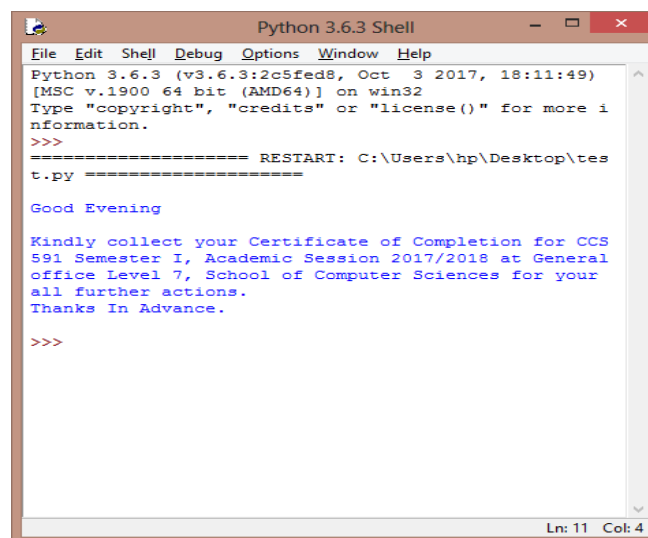 Python 3.6.3 Shell
File Edit Shell Debug Options Window Help
Python 3.6.3 (v3.6.3:2c5fed8, Oct  3 2017, 18:11:49)
[MSC v.1900 64 bit (AMD64)] on win32
Type "copyright", "credits" or "license()" for more i
nformation.
>>>
==================== RESTART: C:\Users\hp\Desktop\tes
t.py ====================
Good Evening
Kindly collect your Certificate of Completion for CCS
591 Semester I, Academic Session 2017/2018 at General
office Level 7, School of Computer Sciences for your
all further actions.
Thanks In Advance.
>>>
Ln: 11 Col: 4